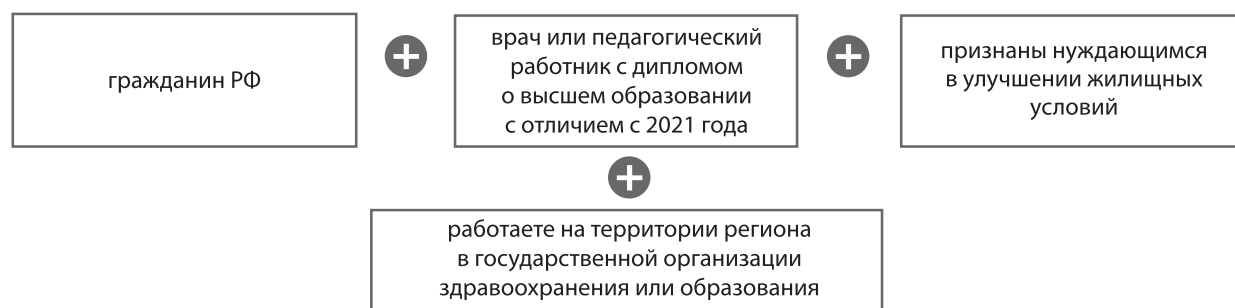 гражданин РФ
врач или педагогический
работник с дипломом
о высшем образовании
с отличием с 2021 года
признаны нуждающимся
в улучшении жилищных
условий
работаете на территории региона
в государственной организации
здравоохранения или образования